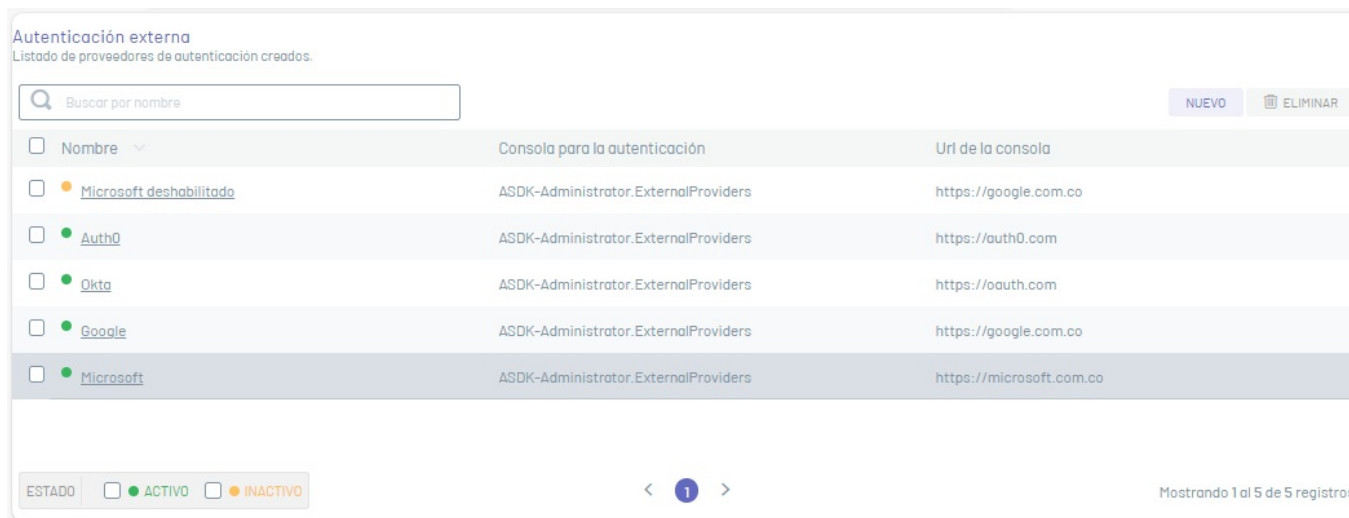 Autenticación externa
Listado de proveedores de autenticación creados.
Buscar por nombre
NUEVO ELIMINAR
Nombre Consola para la autenticación Url de la consola
Microsoft deshabilitado ASDK-Administrator.ExternalProviders https://google.com.co
Auth0 ASDK-Administrator.ExternalProviders https://auth0.com
Okta ASDK-Administrator.ExternalProviders https://oauth.com
Google ASDK-Administrator.ExternalProviders https://google.com.co
Microsoft ASDK-Administrator.ExternalProviders https://microsoft.com.co
ESTADO ACTIVO INACTIVO < 1 > Mostrando 1 al 5 de 5 registros